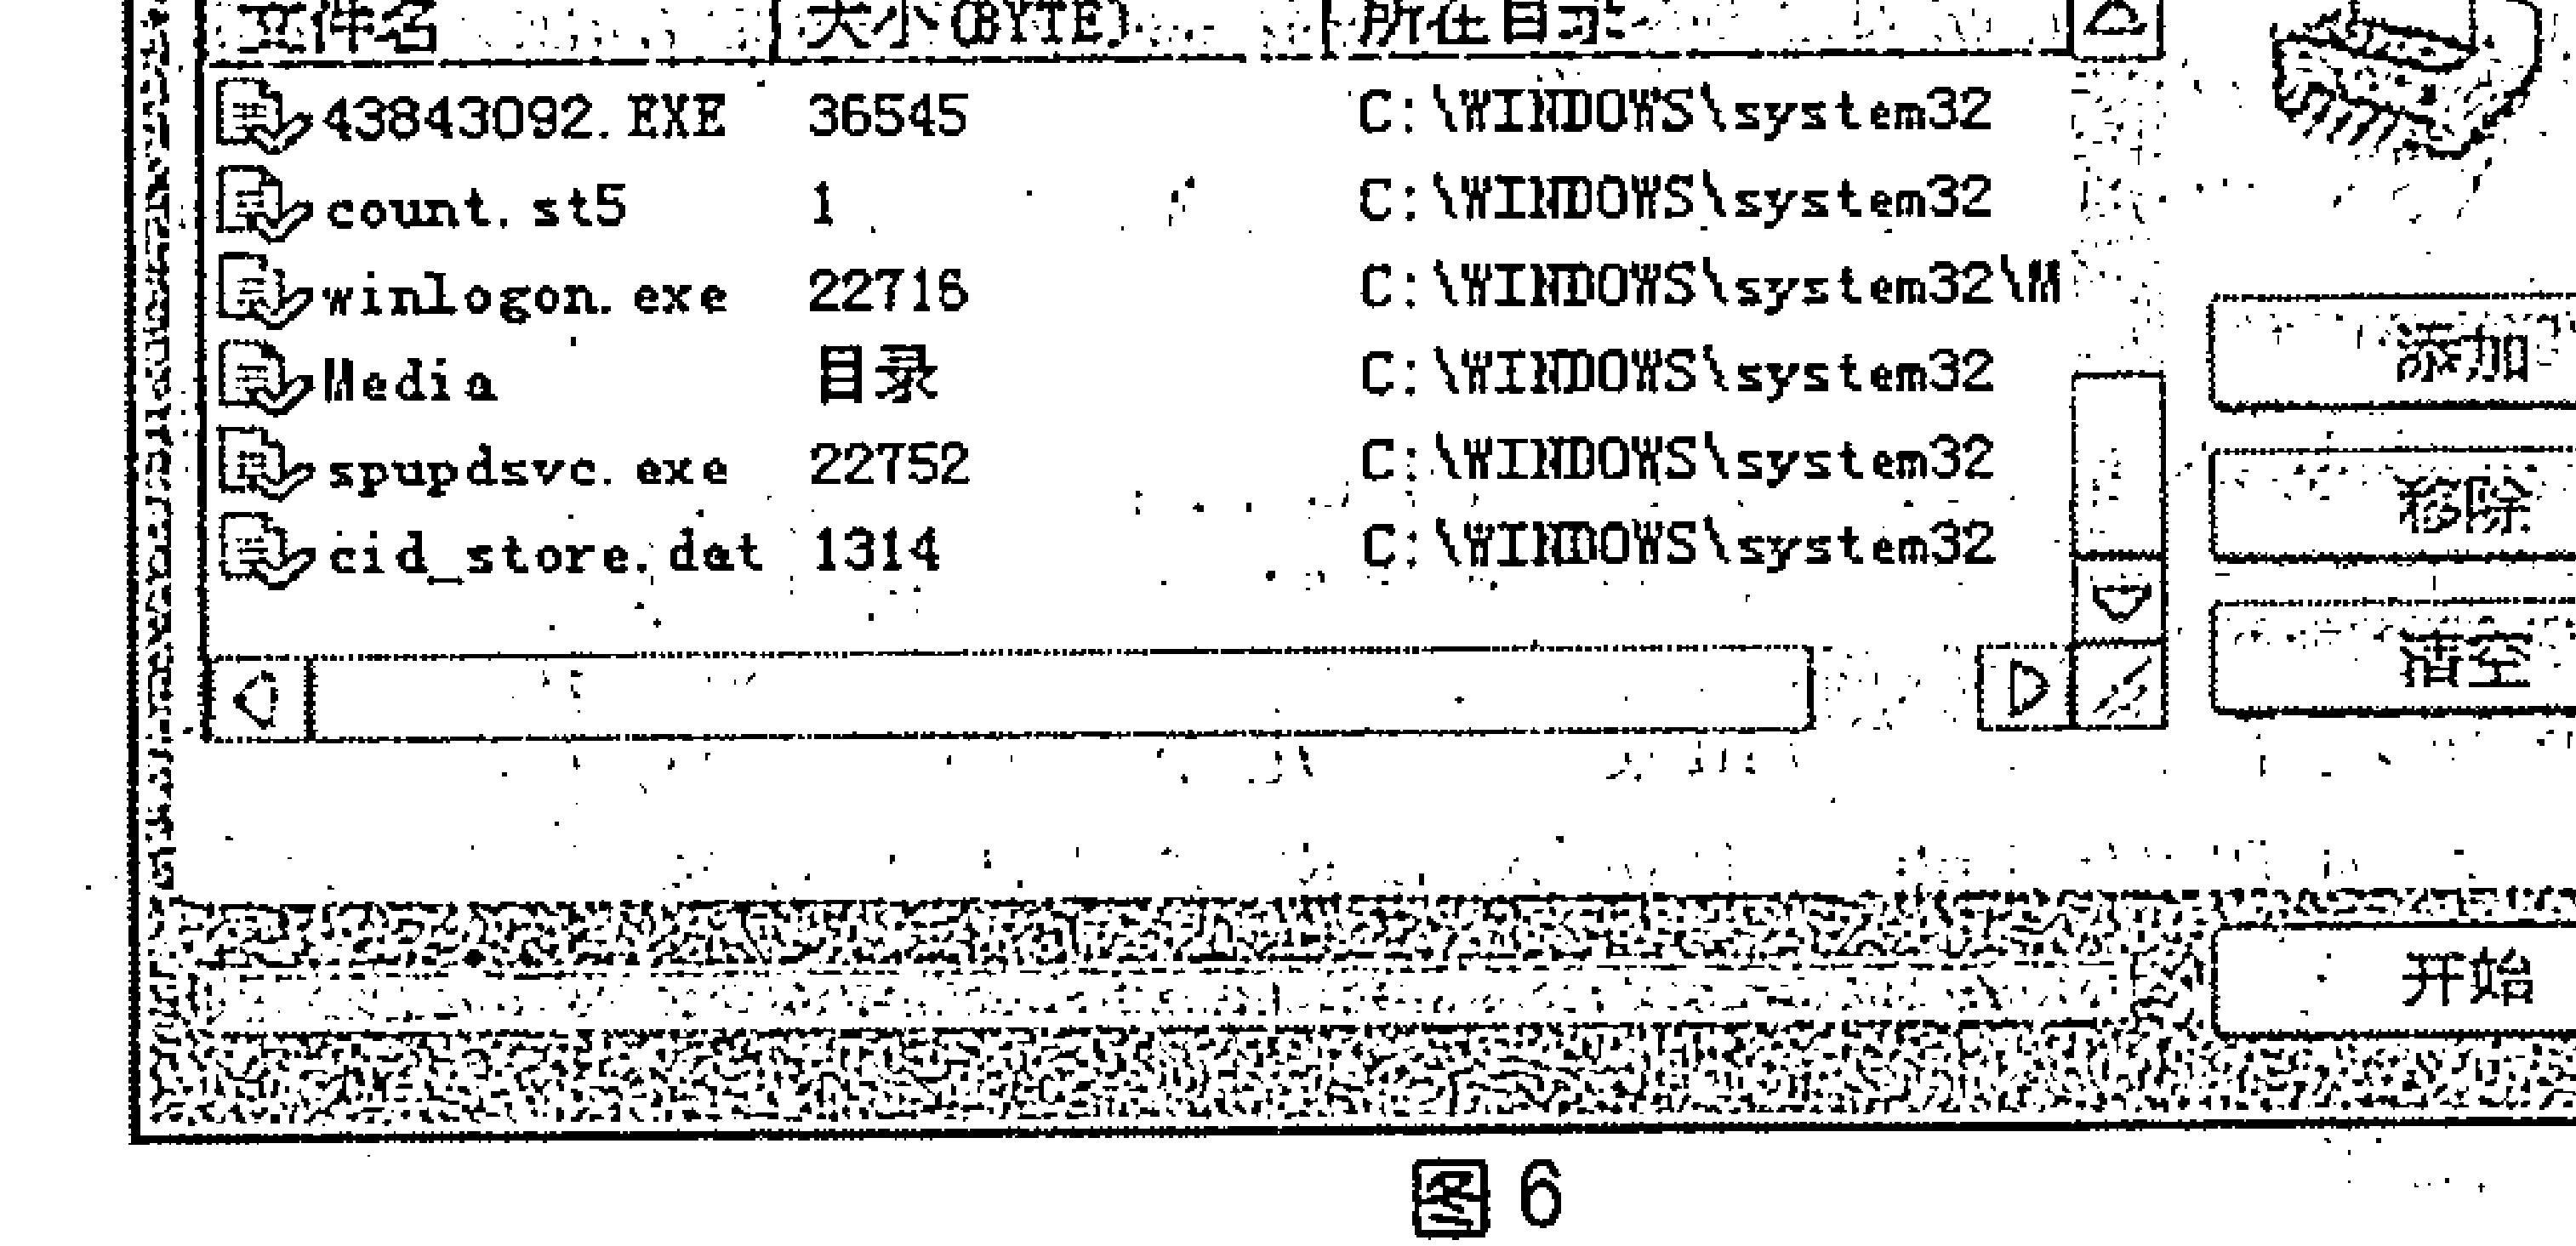 文件名 大小(BYTE) 所在目录
43843092.EXE 36545 C:\WINDOWS\system32
count.st5 1 C:\WINDOWS\system32
winlogon.exe 22716 C:\WINDOWS\system32\M
Media 目录 C:\WINDOWS\system32
spupdsvc.exe 22752 C:\WINDOWS\system32
cid_store.dat 1314 C:\WINDOWS\system32
添加
移除
清空
开始
图6